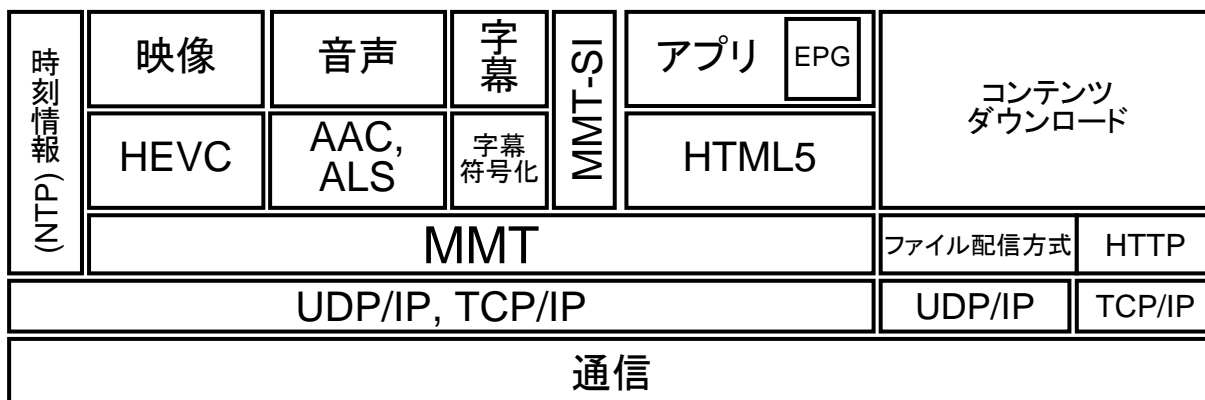 時刻情報 (NTP)
映像
音声
字幕
MMT-SI
アプリ
EPG
コンテンツ
ダウンロード
HEVC
AAC,
ALS
字幕
符号化
HTML5
MMT
ファイル配信方式
HTTP
UDP/IP, TCP/IP
UDP/IP
TCP/IP
通信